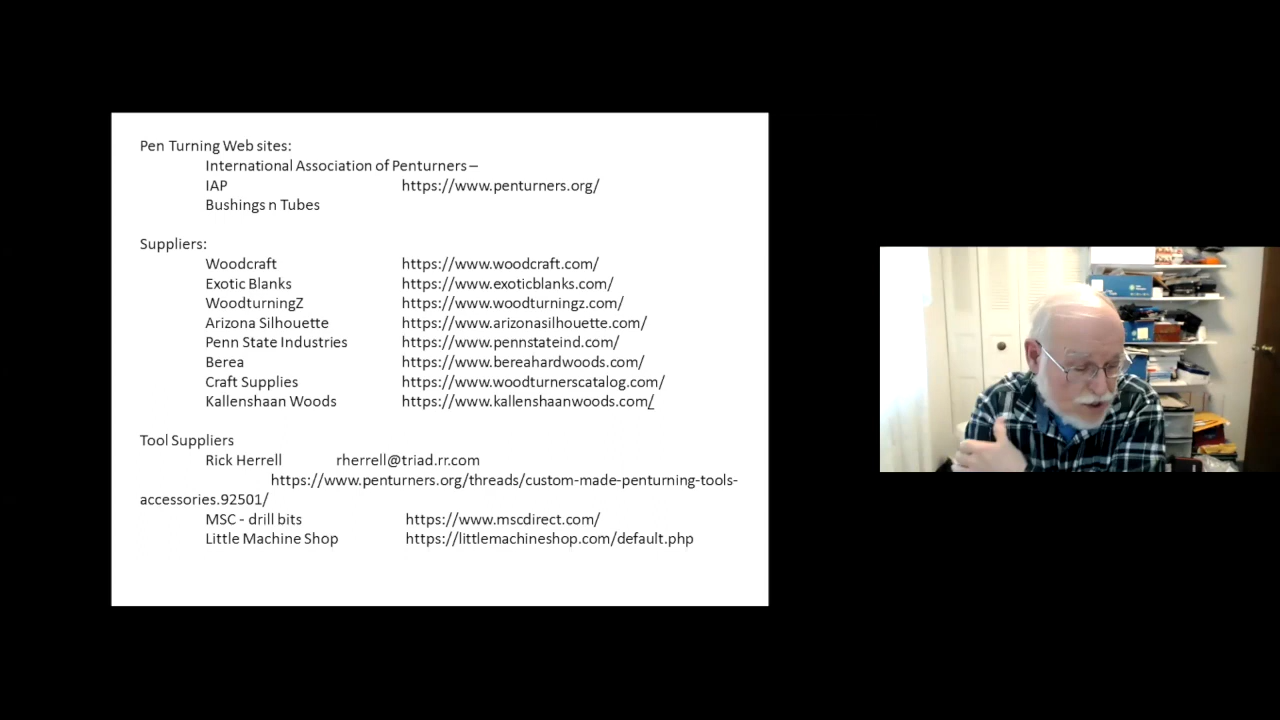 Pen Turning Web sites:
International Association of Penturners –
IAP https://www.penturners.org/
Bushings n Tubes
Suppliers:
Woodcraft https://www.woodcraft.com/
Exotic Blanks https://www.exoticblanks.com/
WoodturningZ https://www.woodturningz.com/
Arizona Silhouette https://www.arizonasilhouette.com/
Penn State Industries https://www.pennstateind.com/
Berea https://www.bereahardwoods.com/
Craft Supplies https://www.woodturnerscatalog.com/
Kallenshaan Woods https://www.kallenshaanwoods.com/
Tool Suppliers
Rick Herrell rherrell@triad.rr.com
https://www.penturners.org/threads/custom-made-penturning-tools-
accessories.92501/
MSC - drill bits https://www.mscdirect.com/
Little Machine Shop https://littlemachineshop.com/default.php